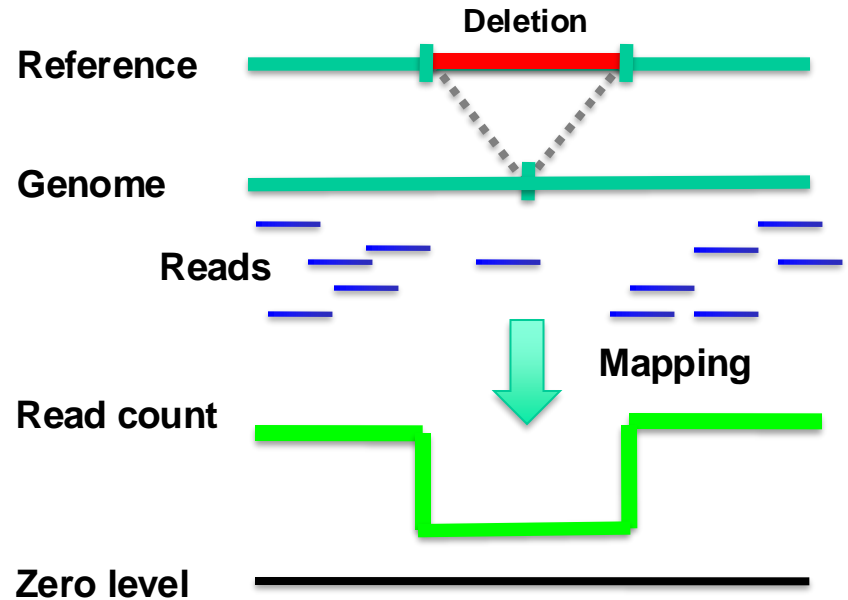 Deletion
Reference
Genome
Reads
Mapping
Read count
Zero level